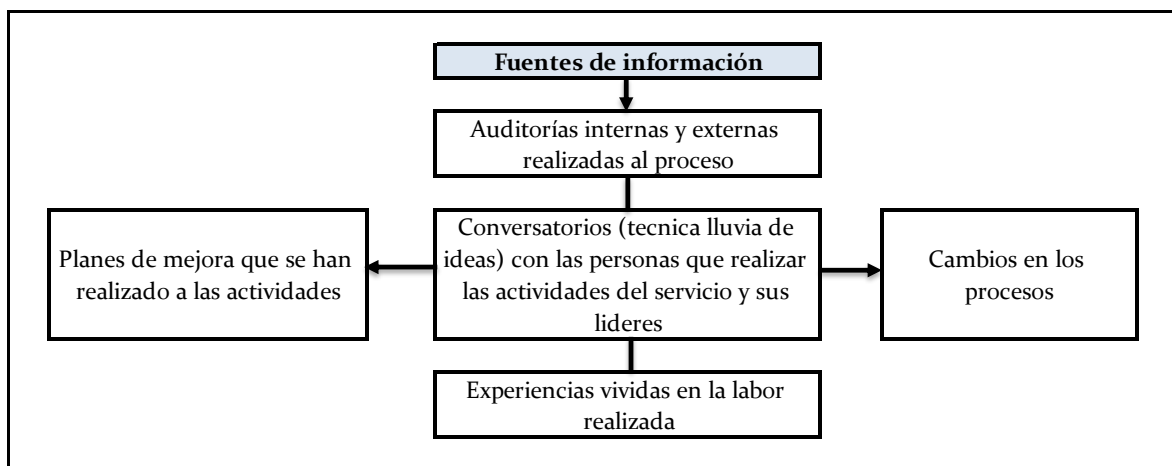 Fuentes de información
Auditorías internas y externas
realizadas al proceso
Planes de mejora que se han
realizado a las actividades
Conversatorios (tecnica lluvia de
ideas) con las personas que realizar
las actividades del servicio y sus
lideres
Cambios en los
procesos
Experiencias vividas en la labor
realizada